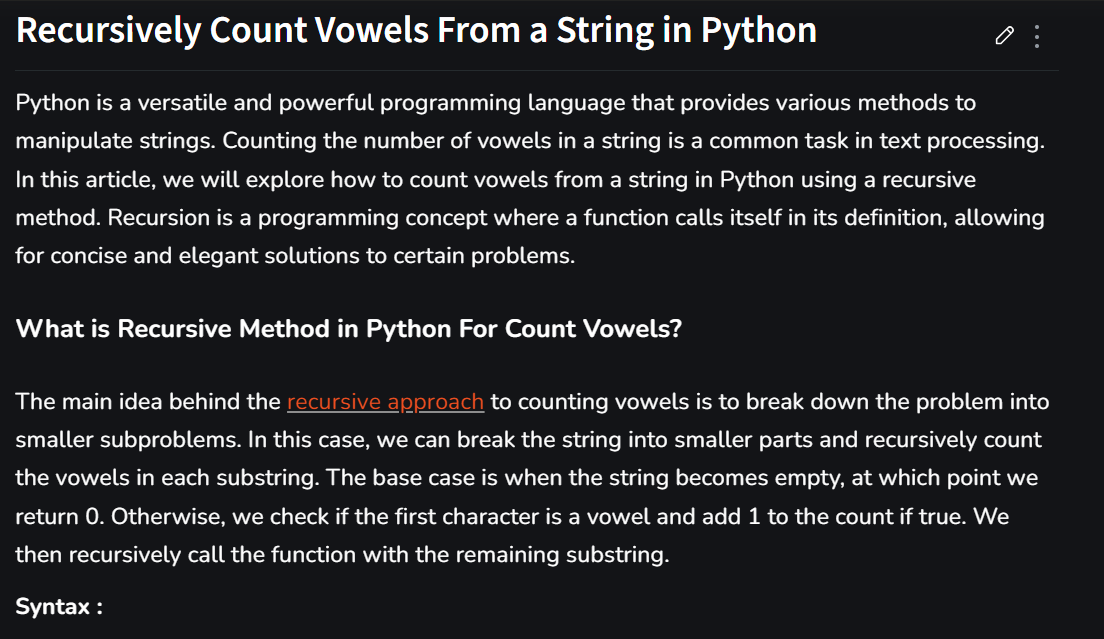 Recursively Count Vowels From a String in Python
Python is a versatile and powerful programming language that provides various methods to
manipulate strings. Counting the number of vowels in a string is a common task in text processing.
In this article, we will explore how to count vowels from a string in Python using a recursive
method. Recursion is a programming concept where a function calls itself in its definition, allowing
for concise and elegant solutions to certain problems.
What is Recursive Method in Python For Count Vowels?
The main idea behind the recursive approach to counting vowels is to break down the problem into
smaller subproblems. In this case, we can break the string into smaller parts and recursively count
the vowels in each substring. The base case is when the string becomes empty, at which point we
return 0. Otherwise, we check if the first character is a vowel and add 1 to the count if true. We
then recursively call the function with the remaining substring.
Syntax :